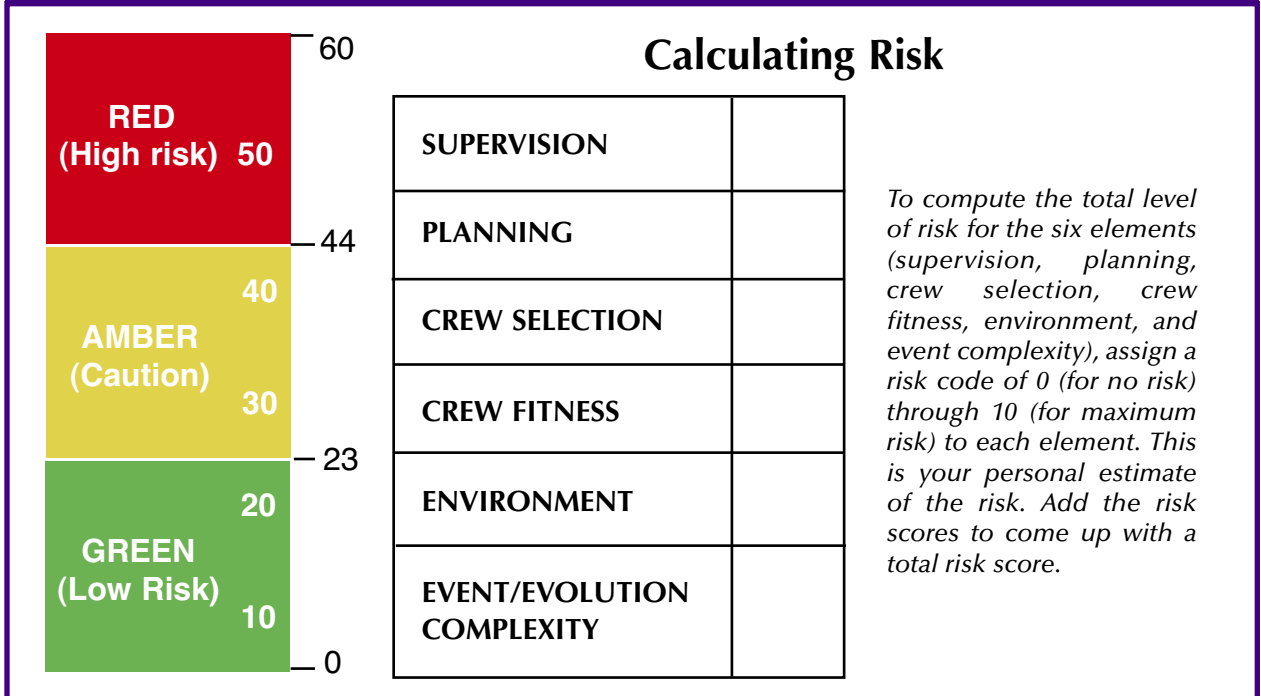 Calculating Risk
60
RED
(High risk) 50
44
40
AMBER
(Caution)
30
23
20
GREEN
(Low Risk)
10
0
SUPERVISION
PLANNING
CREW SELECTION
CREW FITNESS
ENVIRONMENT
EVENT/EVOLUTION
COMPLEXITY
To compute the total level
of risk for the six elements
(supervision, planning,
crew selection, crew
fitness, environment, and
event complexity), assign a
risk code of 0 (for no risk)
through 10 (for maximum
risk) to each element. This
is your personal estimate
of the risk. Add the risk
scores to come up with a
total risk score.